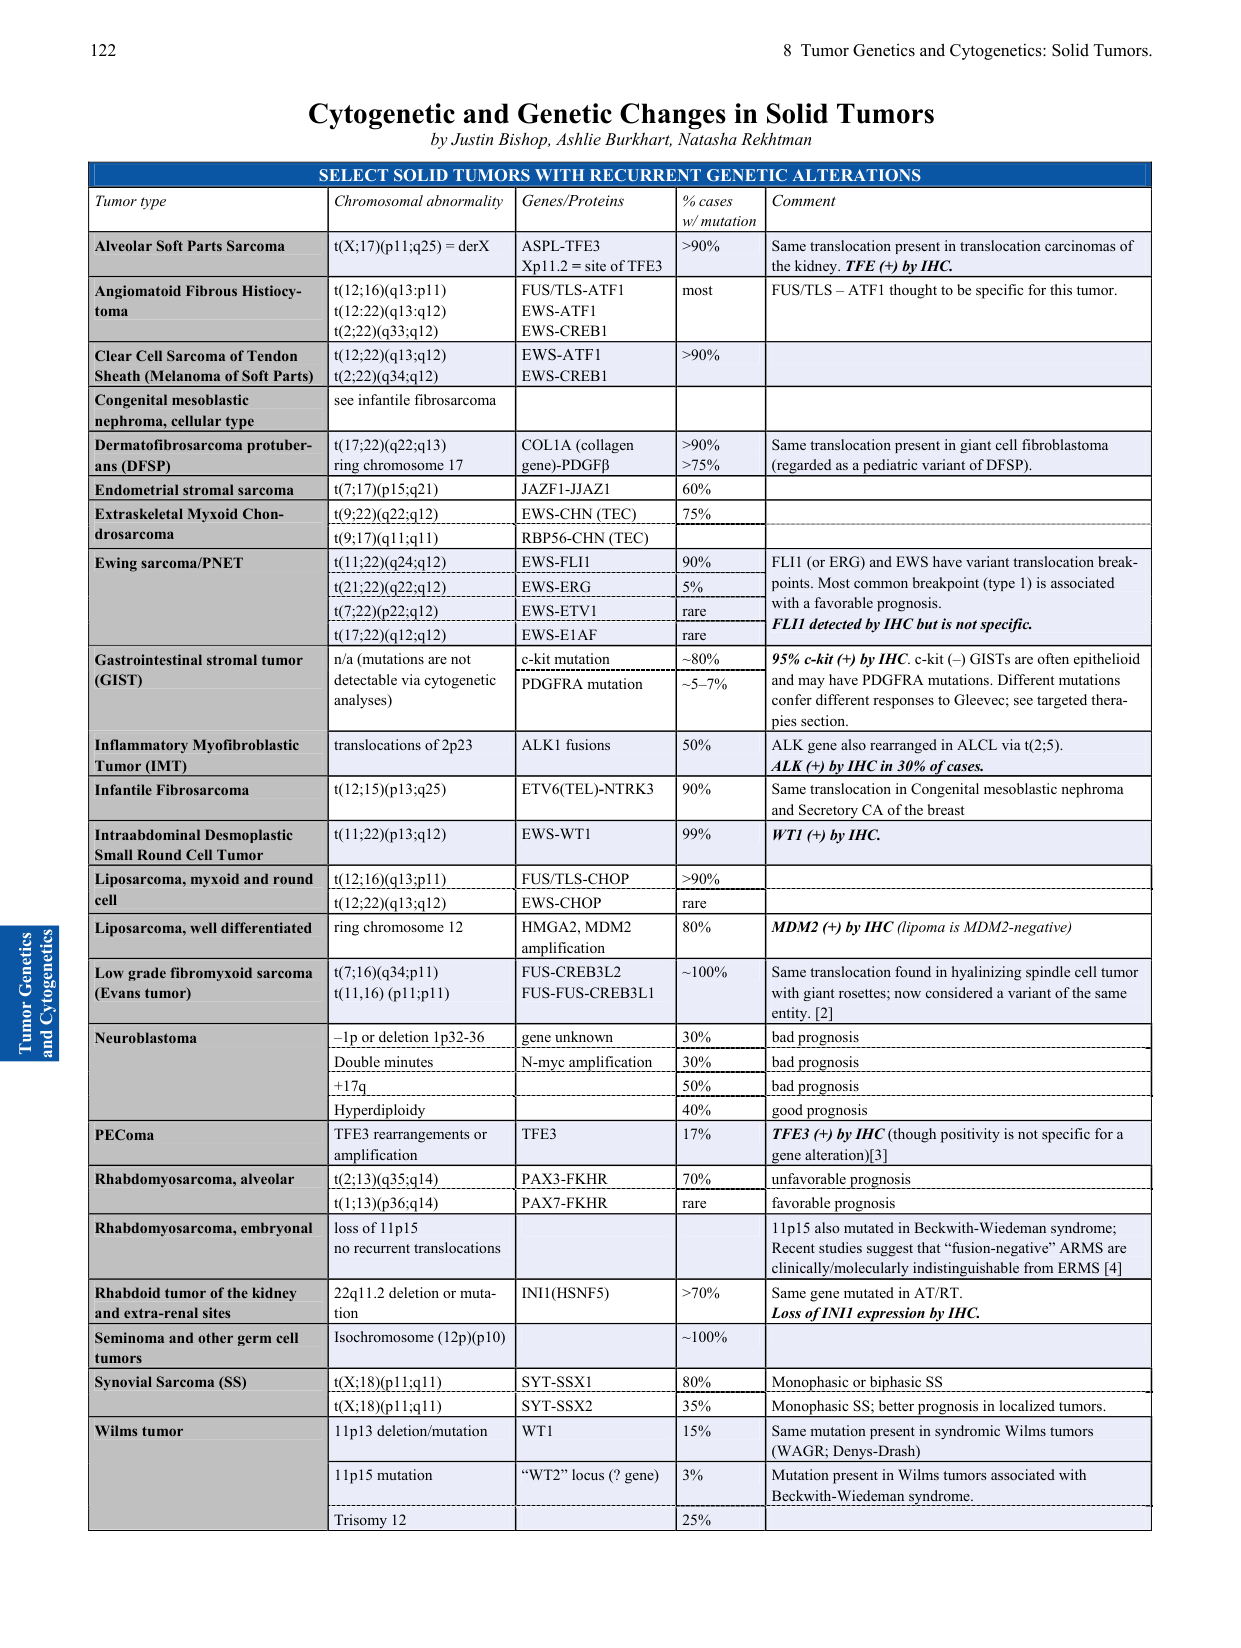 122
8 Tumor Genetics and Cytogenetics: Solid Tumors.
Cytogenetic and Genetic Changes in Solid Tumors
by Justin Bishop, Ashlie Burkhart, Natasha Rekhtman
SELECT SOLID TUMORS WITH RECURRENT GENETIC ALTERATIONS
Tumor type Chromosomal abnormality Genes/Proteins % cases Comment
w/ mutation
Alveolar Soft Parts Sarcoma t(X;17)(p11;q25) = derX ASPL-TFE3 >90% Same translocation present in translocation carcinomas of
Xp11.2 = site of TFE3 the kidney. TFE (+) by IHC.
Angiomatoid Fibrous Histiocy- t(12;16)(q13:p11) FUS/TLS-ATF1 most FUS/TLS – ATF1 thought to be specific for this tumor.
toma t(12:22)(q13:q12) EWS-ATF1
t(2;22)(q33;q12) EWS-CREB1
Clear Cell Sarcoma of Tendon t(12;22)(q13;q12) EWS-ATF1 >90%
Sheath (Melanoma of Soft Parts) t(2;22)(q34;q12) EWS-CREB1
Congenital mesoblastic see infantile fibrosarcoma
nephroma, cellular type
Dermatofibrosarcoma protuber- t(17;22)(q22;q13) COL1A (collagen >90% Same translocation present in giant cell fibroblastoma
ans (DFSP) ring chromosome 17 gene)-PDGFβ >75% (regarded as a pediatric variant of DFSP).
Endometrial stromal sarcoma t(7;17)(p15;q21) JAZF1-JJAZ1 60%
Extraskeletal Myxoid Chon- t(9;22)(q22;q12) EWS-CHN (TEC) 75%
drosarcoma t(9;17)(q11;q11) RBP56-CHN (TEC)
Ewing sarcoma/PNET t(11;22)(q24;q12) EWS-FLI1 90% FLI1 (or ERG) and EWS have variant translocation break-
t(21;22)(q22;q12) EWS-ERG 5% points. Most common breakpoint (type 1) is associated
t(7;22)(p22;q12) EWS-ETV1 rare with a favorable prognosis.
t(17;22)(q12;q12) EWS-E1AF rare FLI1 detected by IHC but is not specific.
Gastrointestinal stromal tumor n/a (mutations are not c-kit mutation ~80% 95% c-kit (+) by IHC. c-kit (–) GISTs are often epithelioid
(GIST) detectable via cytogenetic PDGFRA mutation ~5–7% and may have PDGFRA mutations. Different mutations
analyses) confer different responses to Gleevec; see targeted thera-
pies section.
Inflammatory Myofibroblastic translocations of 2p23 ALK1 fusions 50% ALK gene also rearranged in ALCL via t(2;5).
Tumor (IMT) ALK (+) by IHC in 30% of cases.
Infantile Fibrosarcoma t(12;15)(p13;q25) ETV6(TEL)-NTRK3 90% Same translocation in Congenital mesoblastic nephroma
and Secretory CA of the breast
Intraabdominal Desmoplastic t(11;22)(p13;q12) EWS-WT1 99% WT1 (+) by IHC.
Small Round Cell Tumor
Liposarcoma, myxoid and round t(12;16)(q13;p11) FUS/TLS-CHOP >90%
cell t(12;22)(q13;q12) EWS-CHOP rare
Liposarcoma, well differentiated ring chromosome 12 HMGA2, MDM2 80% MDM2 (+) by IHC (lipoma is MDM2-negative)
amplification
Low grade fibromyxoid sarcoma t(7;16)(q34;p11) FUS-CREB3L2 ~100% Same translocation found in hyalinizing spindle cell tumor
(Evans tumor) t(11,16) (p11;p11) FUS-FUS-CREB3L1 with giant rosettes; now considered a variant of the same
entity. [2]
Neuroblastoma –1p or deletion 1p32-36 gene unknown 30% bad prognosis
Double minutes N-myc amplification 30% bad prognosis
+17q 50% bad prognosis
Hyperdiploidy 40% good prognosis
PEComa TFE3 rearrangements or TFE3 17% TFE3 (+) by IHC (though positivity is not specific for a
amplification gene alteration)[3]
Rhabdomyosarcoma, alveolar t(2;13)(q35;q14) PAX3-FKHR 70% unfavorable prognosis
t(1;13)(p36;q14) PAX7-FKHR rare favorable prognosis
Rhabdomyosarcoma, embryonal loss of 11p15 11p15 also mutated in Beckwith-Wiedeman syndrome;
no recurrent translocations Recent studies suggest that “fusion-negative” ARMS are
clinically/molecularly indistinguishable from ERMS [4]
Rhabdoid tumor of the kidney 22q11.2 deletion or muta- INI1(HSNF5) >70% Same gene mutated in AT/RT.
and extra-renal sites tion Loss of INI1 expression by IHC.
Seminoma and other germ cell Isochromosome (12p)(p10) ~100%
tumors
Synovial Sarcoma (SS) t(X;18)(p11;q11) SYT-SSX1 80% Monophasic or biphasic SS
t(X;18)(p11;q11) SYT-SSX2 35% Monophasic SS; better prognosis in localized tumors.
Wilms tumor 11p13 deletion/mutation WT1 15% Same mutation present in syndromic Wilms tumors
(WAGR; Denys-Drash)
11p15 mutation “WT2” locus (? gene) 3% Mutation present in Wilms tumors associated with
Beckwith-Wiedeman syndrome.
Trisomy 12 25%
Tumor Genetics
and Cytogenetics